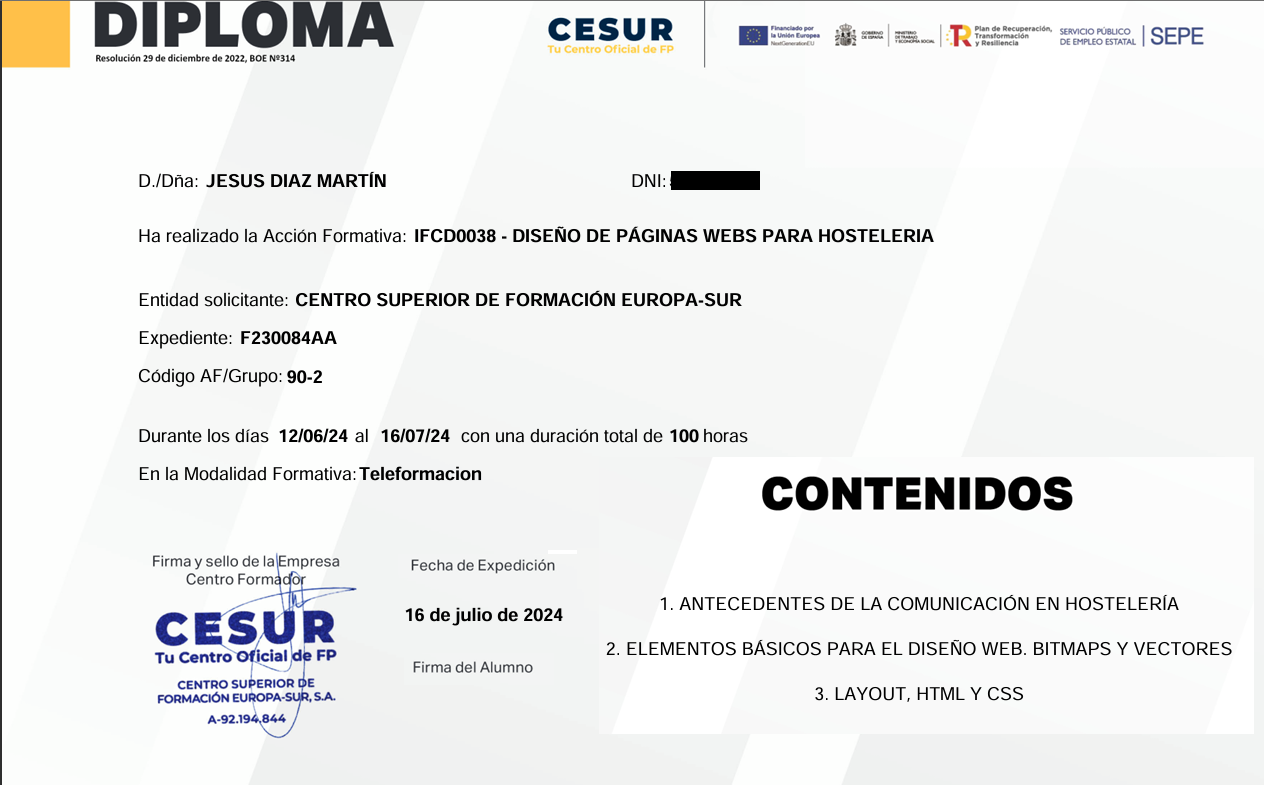 DIPLOMA
Resolución 29 de diciembre de 2022, BOE Nº314
CESUR
Tu Centro Oficial de FP
Financiado por
la Unión Europea
NextGenerationEU
GOBIERNO
DE ESPAÑA
MINISTERIO
DE TRABAJO
Y ECONOMÍA SOCIAL
Plan de Recuperación,
Transformación
y Resiliencia
SERVICIO PÚBLICO
DE EMPLEO ESTATAL
SEPE
D./Dña: JESUS DIAZ MARTÍN DNI:
Ha realizado la Acción Formativa: IFCD0038 - DISEÑO DE PÁGINAS WEBS PARA HOSTELERIA
Entidad solicitante: CENTRO SUPERIOR DE FORMACIÓN EUROPA-SUR
Expediente: F230084AA
Código AF/Grupo: 90-2
Durante los días 12/06/24 al 16/07/24 con una duración total de 100 horas
En la Modalidad Formativa: Teleformacion
Firma y sello de la Empresa
Centro Formador
CESUR
Tu Centro Oficial de FP
CENTRO SUPERIOR DE
FORMACIÓN EUROPA-SUR, S.A.
A-92.194.844
Fecha de Expedición
16 de julio de 2024
Firma del Alumno
CONTENIDOS
1. ANTECEDENTES DE LA COMUNICACIÓN EN HOSTELERÍA
2. ELEMENTOS BÁSICOS PARA EL DISEÑO WEB. BITMAPS Y VECTORES
3. LAYOUT, HTML Y CSS